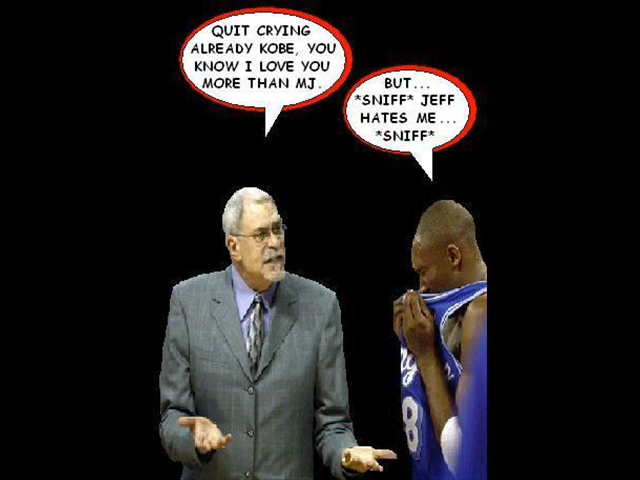 QUIT CRYING
ALREADY KOBE, YOU
KNOW I LOVE YOU
MORE THAN MJ.
BUT...
*SNIFF* JEFF
HATES ME...
*SNIFF*
8